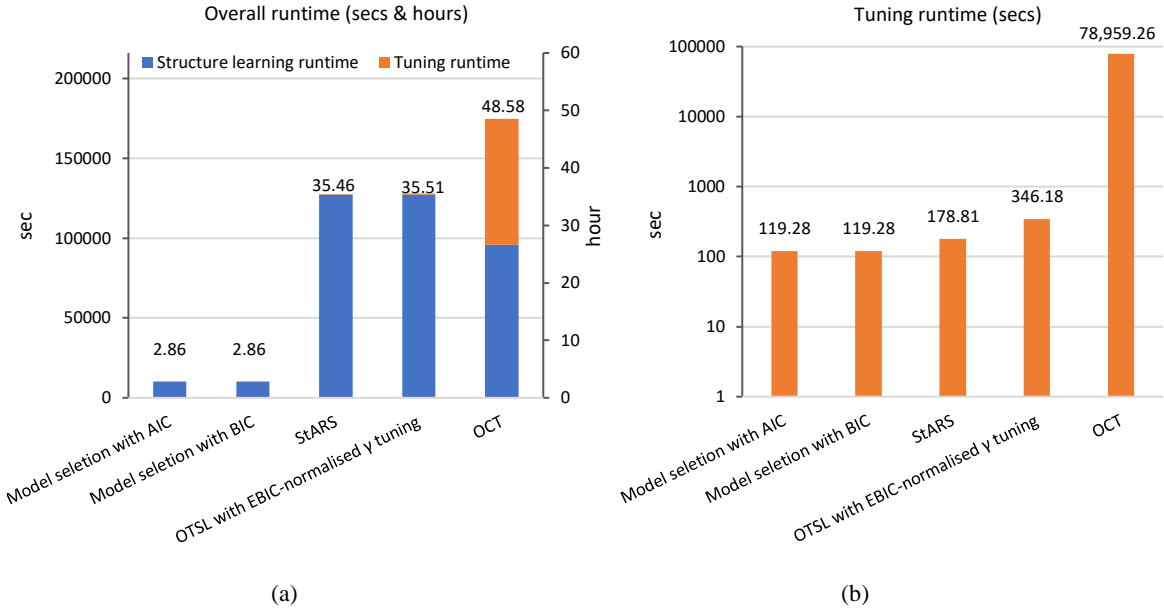 Overall runtime (secs & hours)
Structure learning runtime
Tuning runtime
200000
150000
100000
50000
0
sec
60
50
40
30
20
10
0
hour
2.86
2.86
35.46
35.51
48.58
Model seletion with AIC
Model seletion with BIC
StARS
OTSL with EBIC-normalised γ tuning
OCT
(a)
Tuning runtime (secs)
100000
10000
1000
100
10
1
sec
119.28
119.28
178.81
346.18
78,959.26
Model seletion with AIC
Model seletion with BIC
StARS
OTSL with EBIC-normalised γ tuning
OCT
(b)